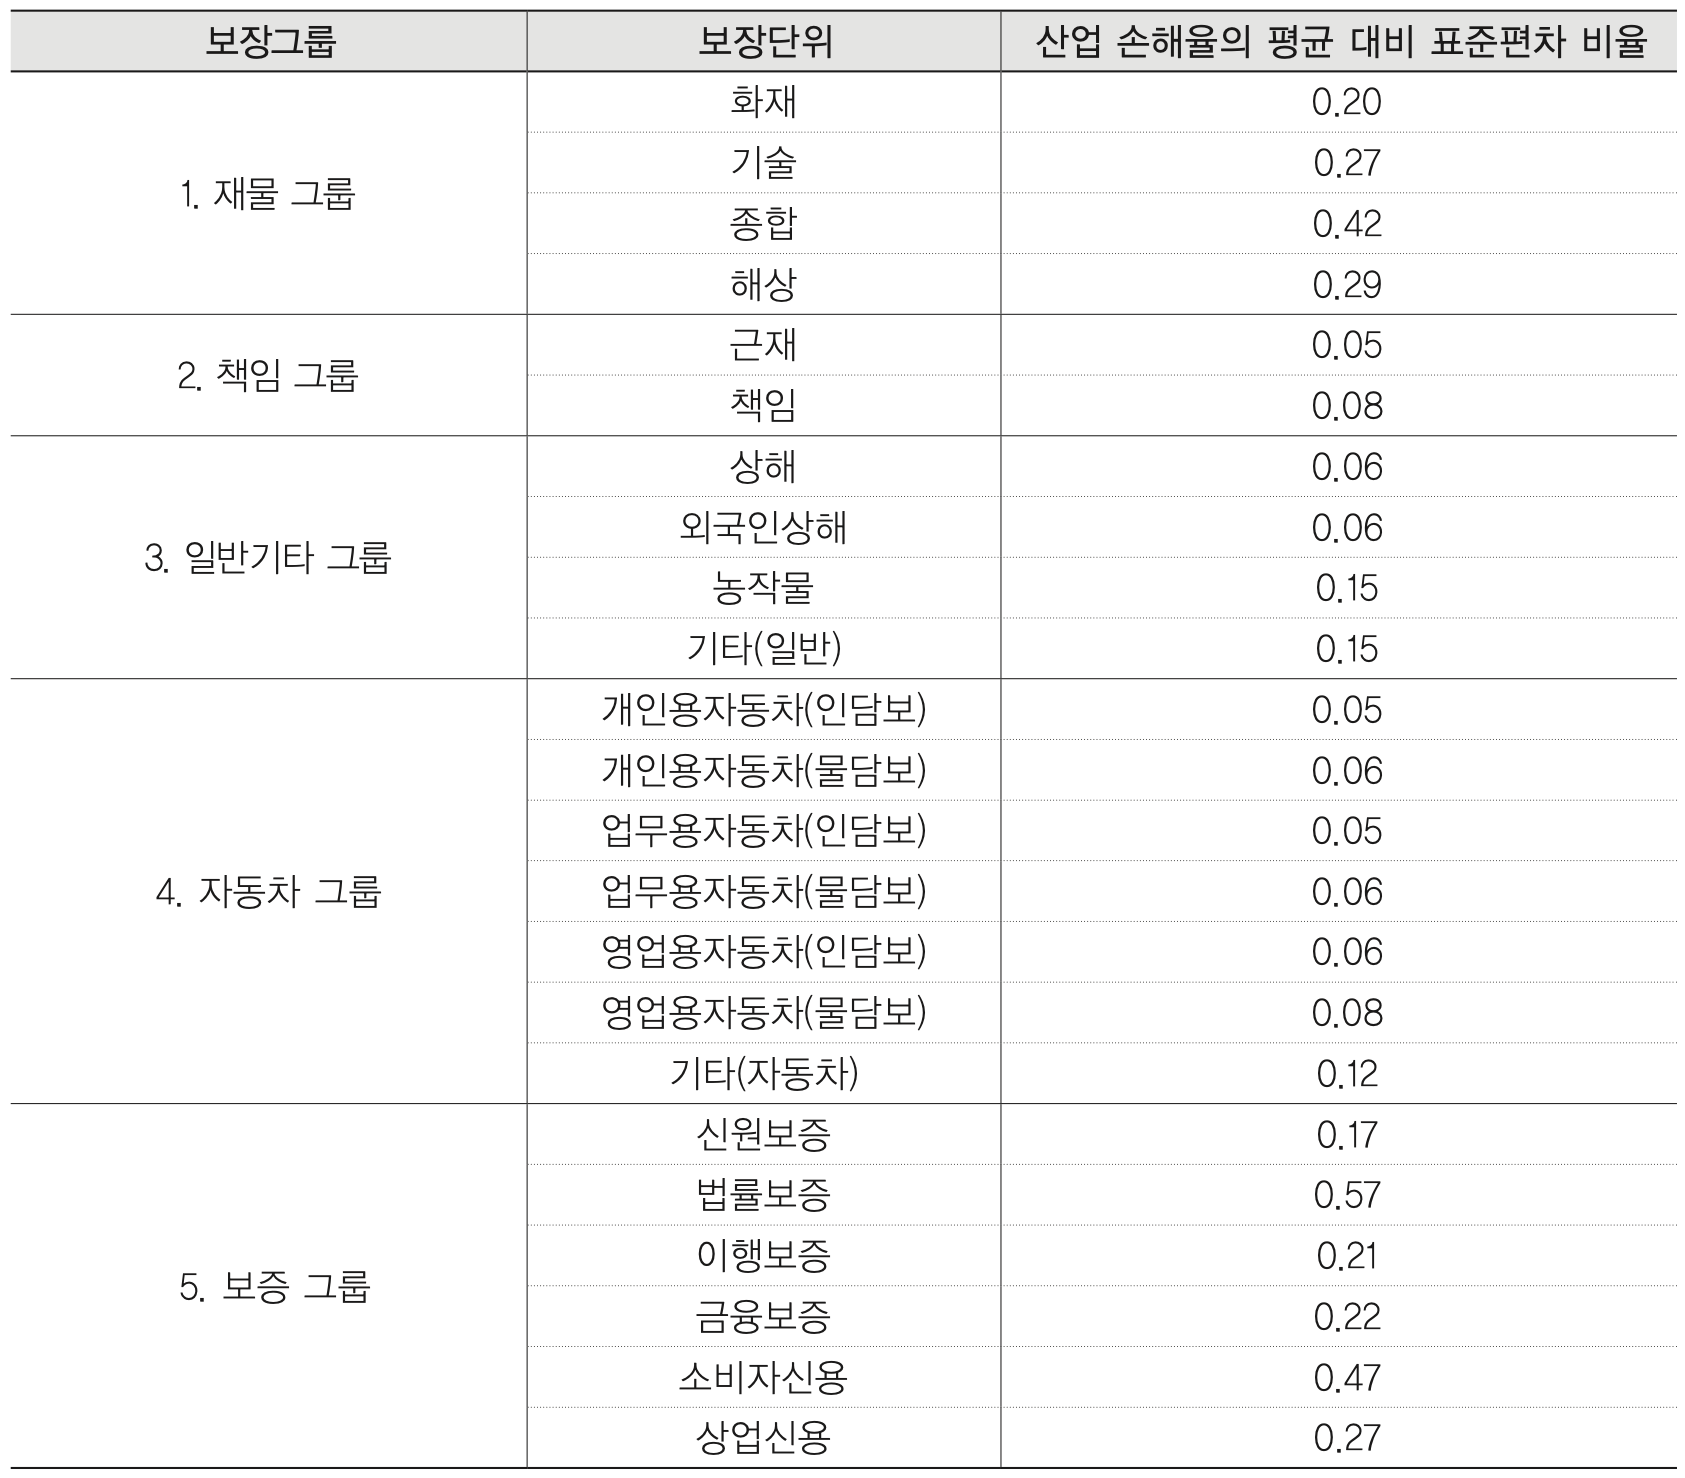 보장그룹 보장단위 산업 손해율의 평균 대비 표준편차 비율
1. 재물 그룹
화재 0.20
기술 0.27
종합 0.42
해상 0.29
2. 책임 그룹
근재 0.05
책임 0.08
3. 일반기타 그룹
상해 0.06
외국인상해 0.06
농작물 0.15
기타(일반) 0.15
4. 자동차 그룹
개인용자동차(인담보) 0.05
개인용자동차(물담보) 0.06
업무용자동차(인담보) 0.05
업무용자동차(물담보) 0.06
영업용자동차(인담보) 0.06
영업용자동차(물담보) 0.08
기타(자동차) 0.12
5. 보증 그룹
신원보증 0.17
법률보증 0.57
이행보증 0.21
금융보증 0.22
소비자신용 0.47
상업신용 0.27